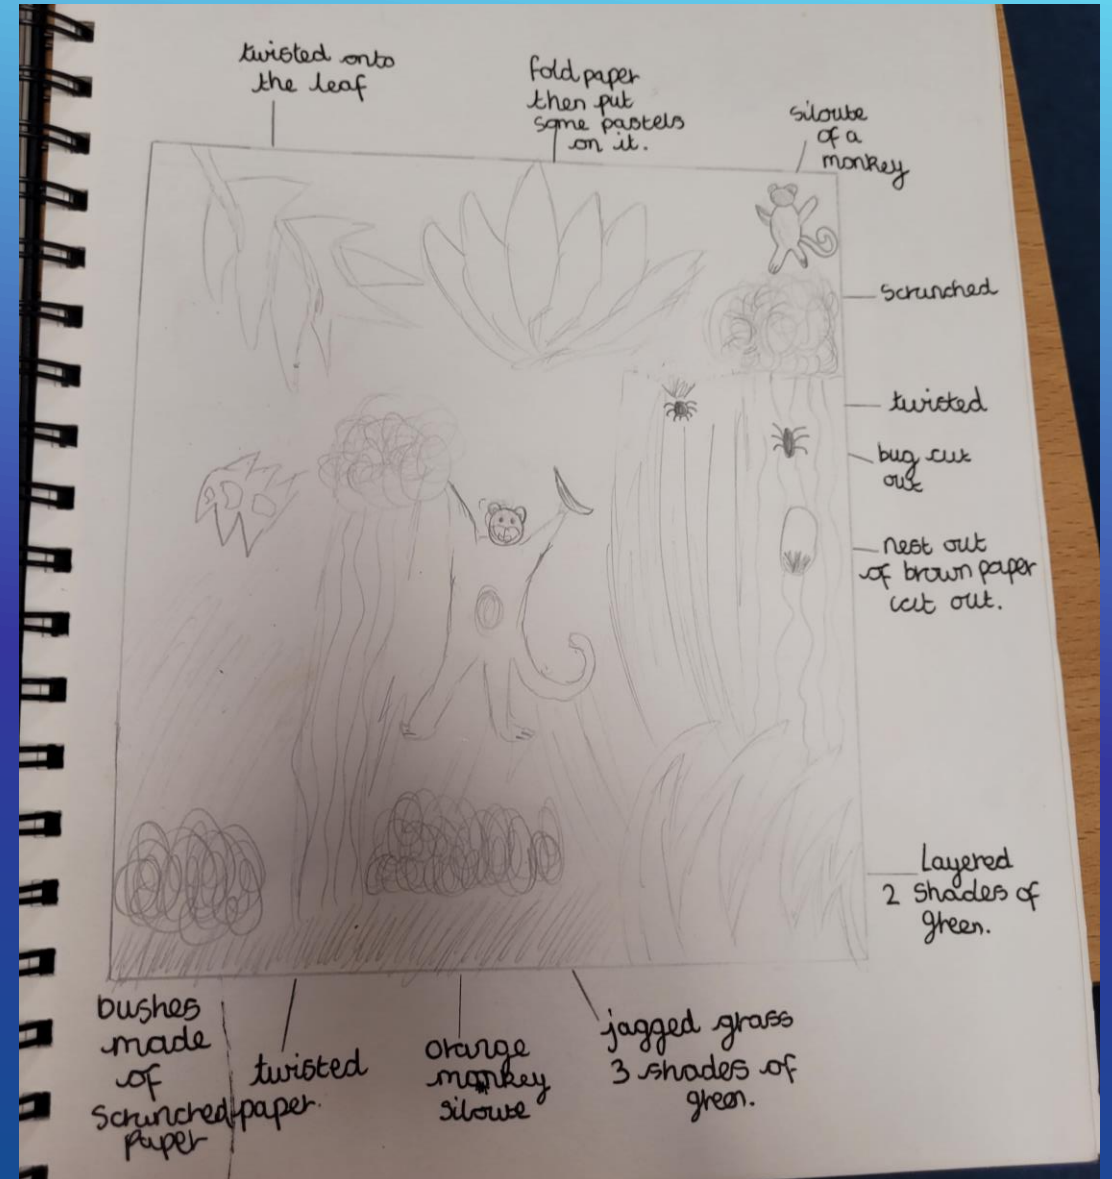 twisted onto
the leaf
fold paper
then put
some pastels
on it.
siloute
of a
monkey
scrunched
twisted
bug cut
out
nest out
of brown paper
cut out.
Layered
2 shades of
green.
bushes
made
of
scrunched
paper
paper.
twisted
orange
monkey
siloute
jagged grass
3 shades of
green.